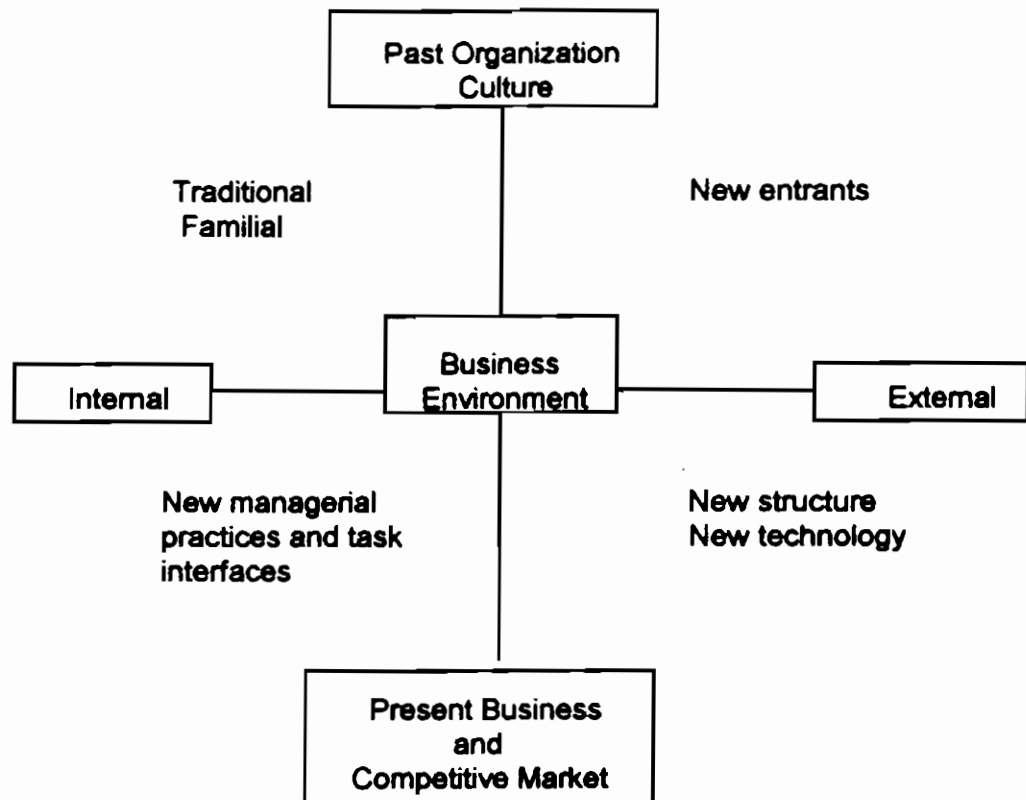 Past Organization
Culture
Traditional
Familial
New entrants
Business
Environment
Internal
External
New managerial
practices and task
interfaces
New structure
New technology
Present Business
and
Competitive Market